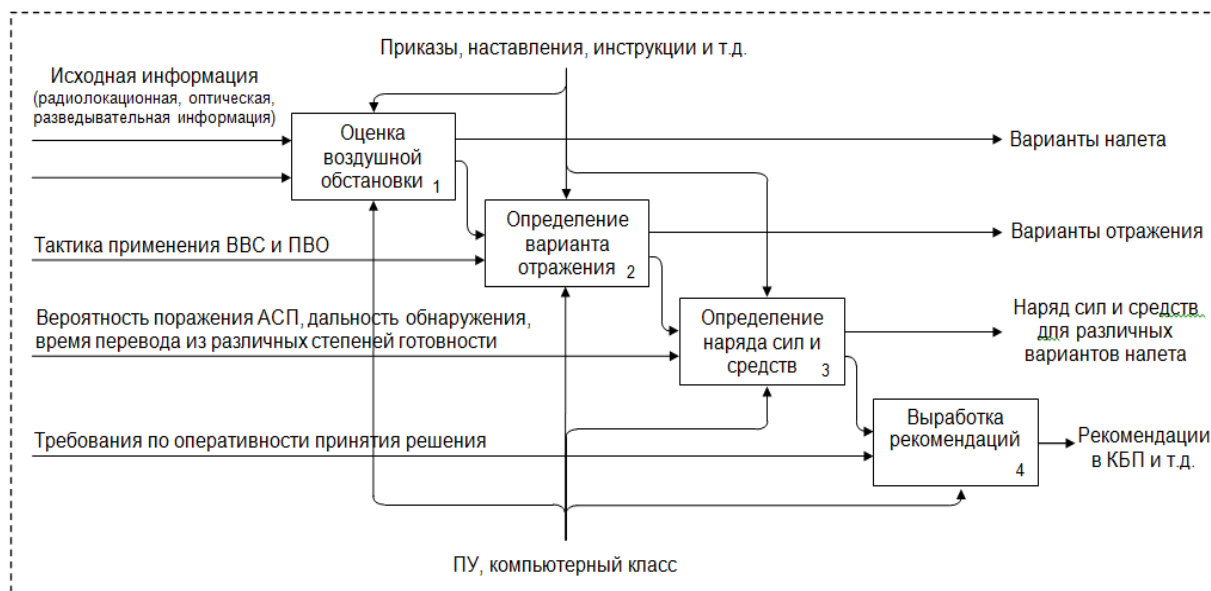 Приказы, наставления, инструкции и т.д.
Исходная информация
(радиолокационная, оптическая,
разведывательная информация)
Оценка
воздушной
обстановки 1
Варианты налета
Тактика применения ВВС и ПВО
Определение
варианта
отражения 2
Варианты отражения
Вероятность поражения АСП, дальность обнаружения,
время перевода из различных степеней готовности
Определение
наряда сил и
средств 3
Наряд сил и средств
для различных
вариантов налета
Требования по оперативности принятия решения
Выработка
рекомендаций
4
Рекомендации
в КБП и т.д.
ПУ, компьютерный класс